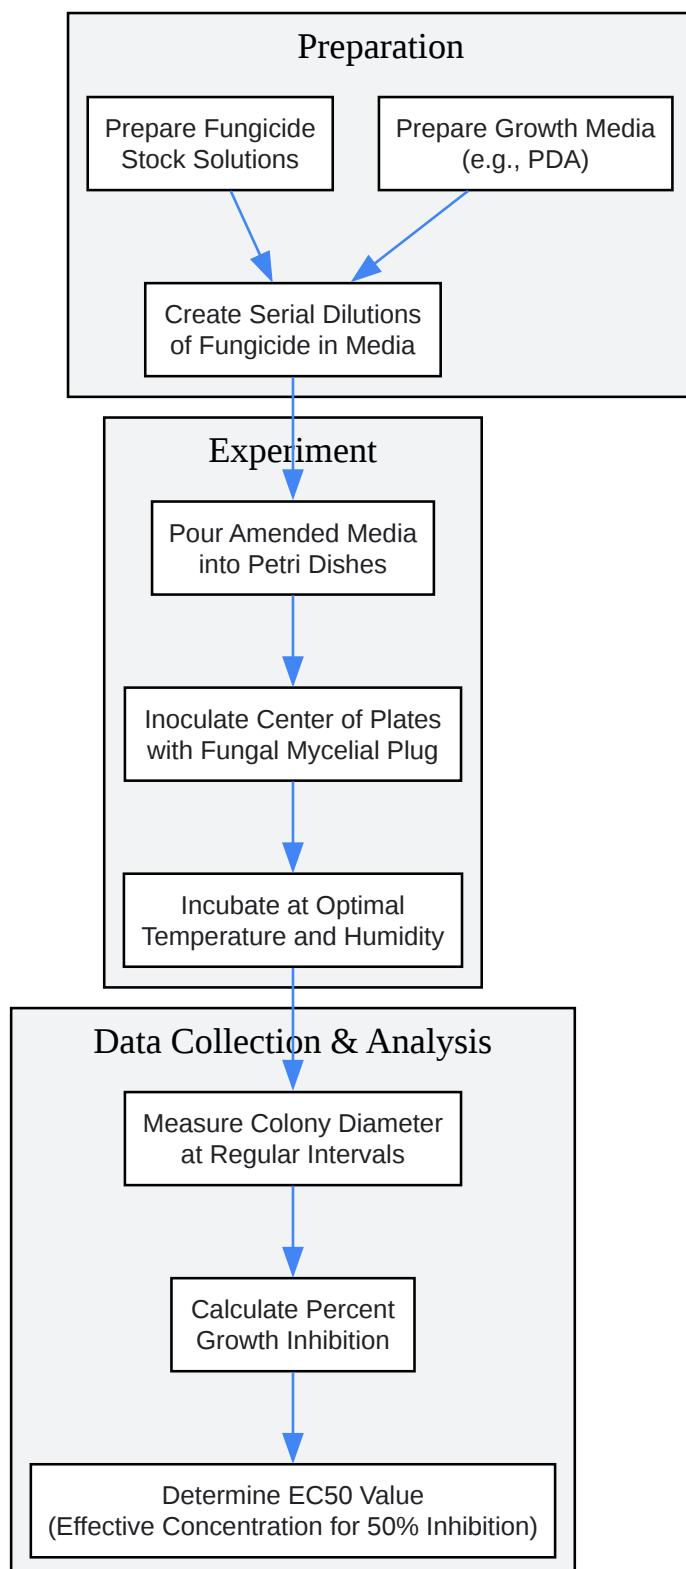 Preparation
Prepare Fungicide
Stock Solutions
Prepare Growth Media
(e.g., PDA)
Create Serial Dilutions
of Fungicide in Media
Experiment
Pour Amended Media
into Petri Dishes
Inoculate Center of Plates
with Fungal Mycelial Plug
Incubate at Optimal
Temperature and Humidity
Data Collection & Analysis
Measure Colony Diameter
at Regular Intervals
Calculate Percent
Growth Inhibition
Determine EC50 Value
(Effective Concentration for 50% Inhibition)